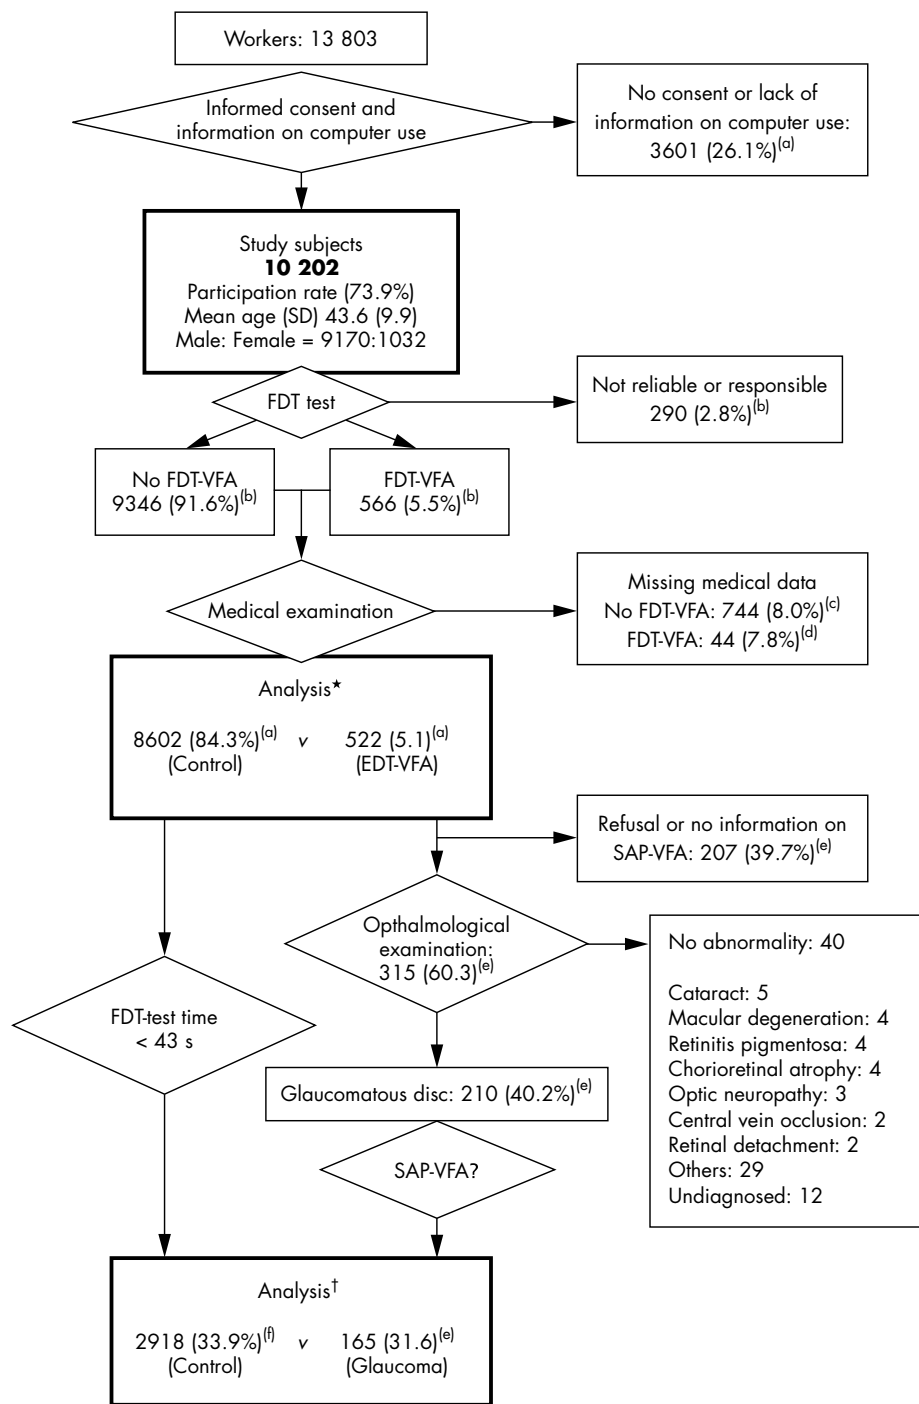 Workers: 13 803
Informed consent and
information on computer use
No consent or lack of
information on computer use:
3601 (26.1%)(a)
Study subjects
10 202
Participation rate (73.9%)
Mean age (SD) 43.6 (9.9)
Male: Female = 9170:1032
FDT test
Not reliable or responsible
290 (2.8%)(b)
No FDT-VFA
9346 (91.6%)(b)
FDT-VFA
566 (5.5%)(b)
Medical examination
Missing medical data
No FDT-VFA: 744 (8.0%)(c)
FDT-VFA: 44 (7.8%)(d)
Analysis★
8602 (84.3%)(a) v 522 (5.1)(a)
(Control) (EDT-VFA)
Refusal or no information on
SAP-VFA: 207 (39.7%)(e)
Opthalmological
examination:
315 (60.3)(e)
No abnormality: 40
Cataract: 5
Macular degeneration: 4
Retinitis pigmentosa: 4
Chorioretinal atrophy: 4
Optic neuropathy: 3
Central vein occlusion: 2
Retinal detachment: 2
Others: 29
Undiagnosed: 12
FDT-test time
< 43 s
Glaucomatous disc: 210 (40.2%)(e)
SAP-VFA?
Analysis†
2918 (33.9%)(f) v 165 (31.6)(e)
(Control) (Glaucoma)